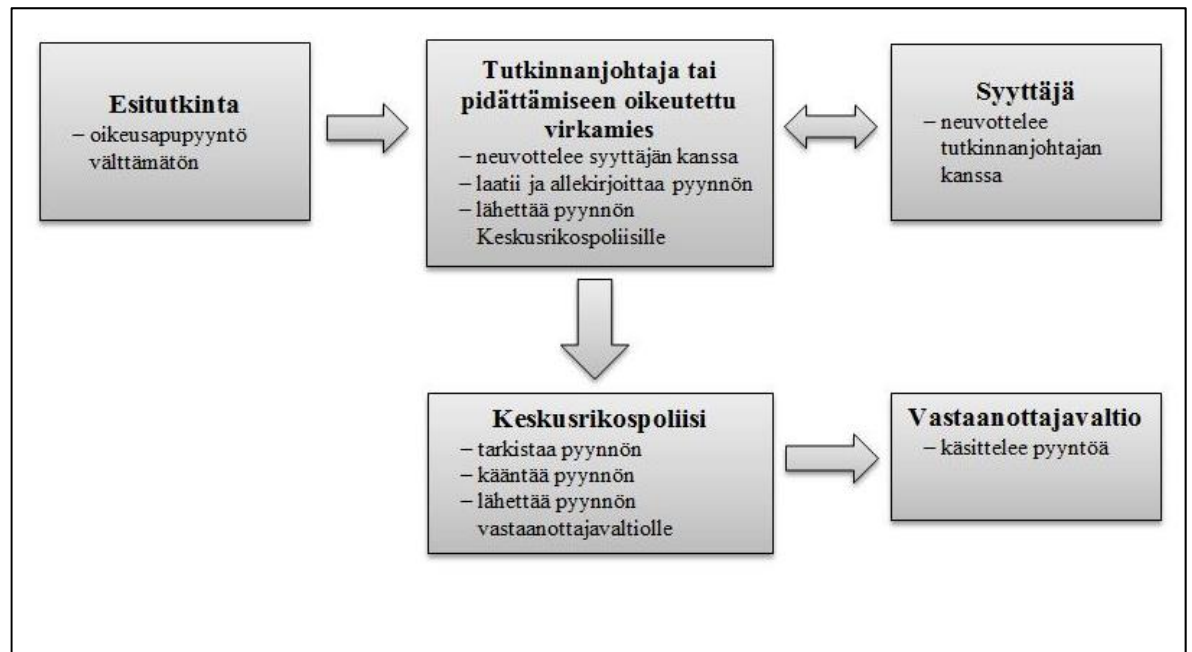 Esitutkinta
– oikeusapupyyntö
välttämätön
Tutkinnanjohtaja tai
pidättämiseen oikeutettu
virkamies
– neuvottelee syyttäjän kanssa
– laatii ja allekirjoittaa pyynnön
– lähettää pyynnön
Keskusrikospoliisille
Syyttäjä
– neuvottelee
tutkinnanjohtajan
kanssa
Keskusrikospoliisi
– tarkistaa pyynnön
– kääntää pyynnön
– lähettää pyynnön
vastaanottajavaltiolle
Vastaanottajavaltio
– käsittelee pyyntöä